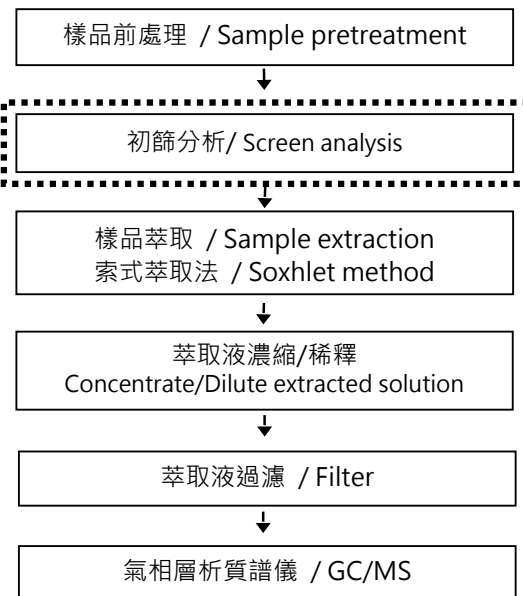 樣品前處理 / Sample pretreatment
初篩分析/ Screen analysis
樣品萃取 / Sample extraction
索式萃取法 / Soxhlet method
萃取液濃縮/稀釋
Concentrate/Dilute extracted solution
萃取液過濾 / Filter
氣相層析質譜儀 / GC/MS